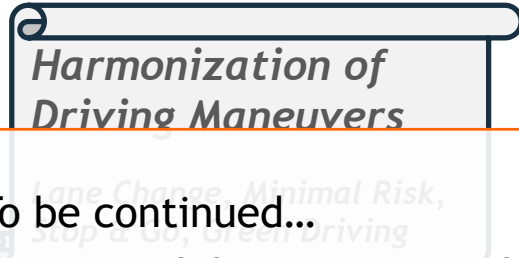 Harmonization of
Driving Maneuvers
Lane Change, Minimal Risk,
o be continued…
Stop & Go, Green Driving